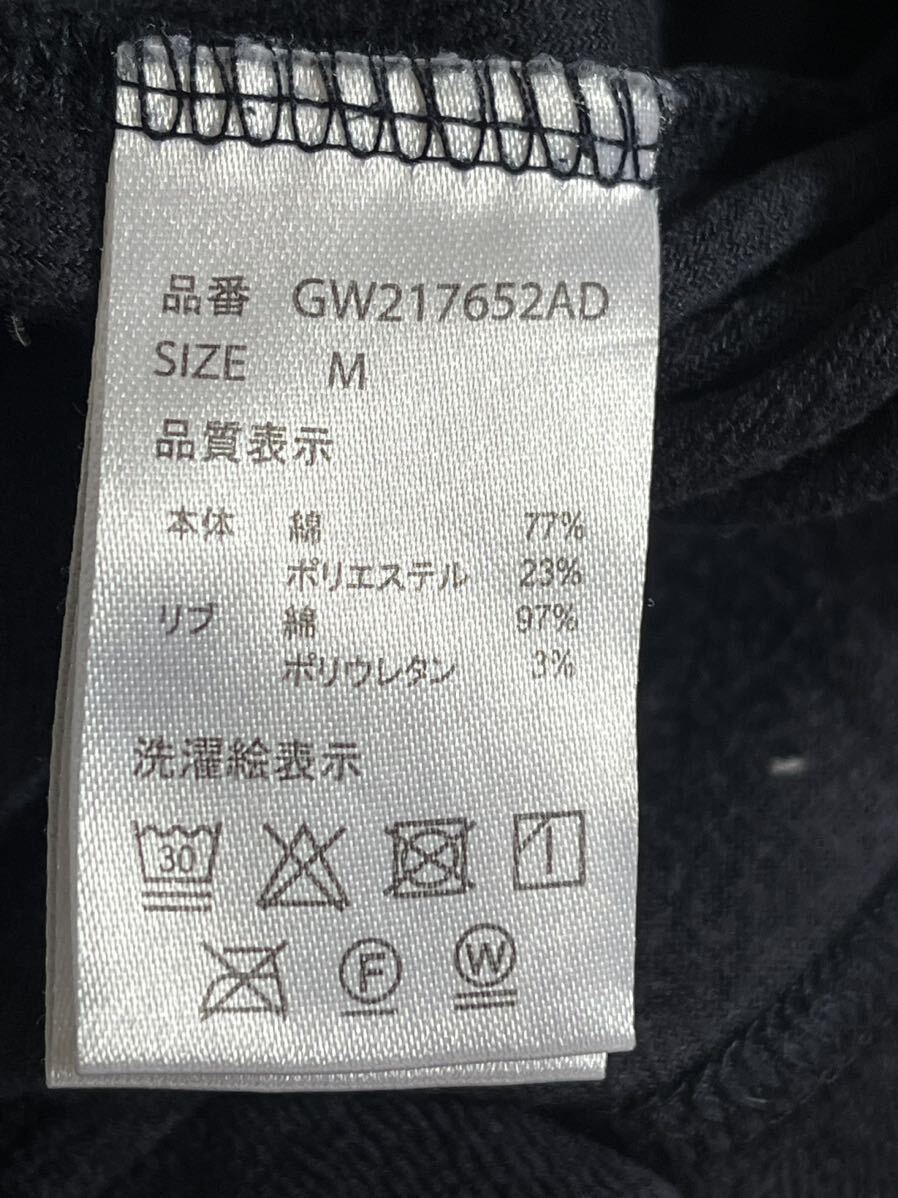 品番 GW217652AD
SIZE M
品質表示
本体 綿 77%
ポリエステル 23%
リブ 綿 97%
ポリウレタン 3%
洗濯絵表示
30
F W